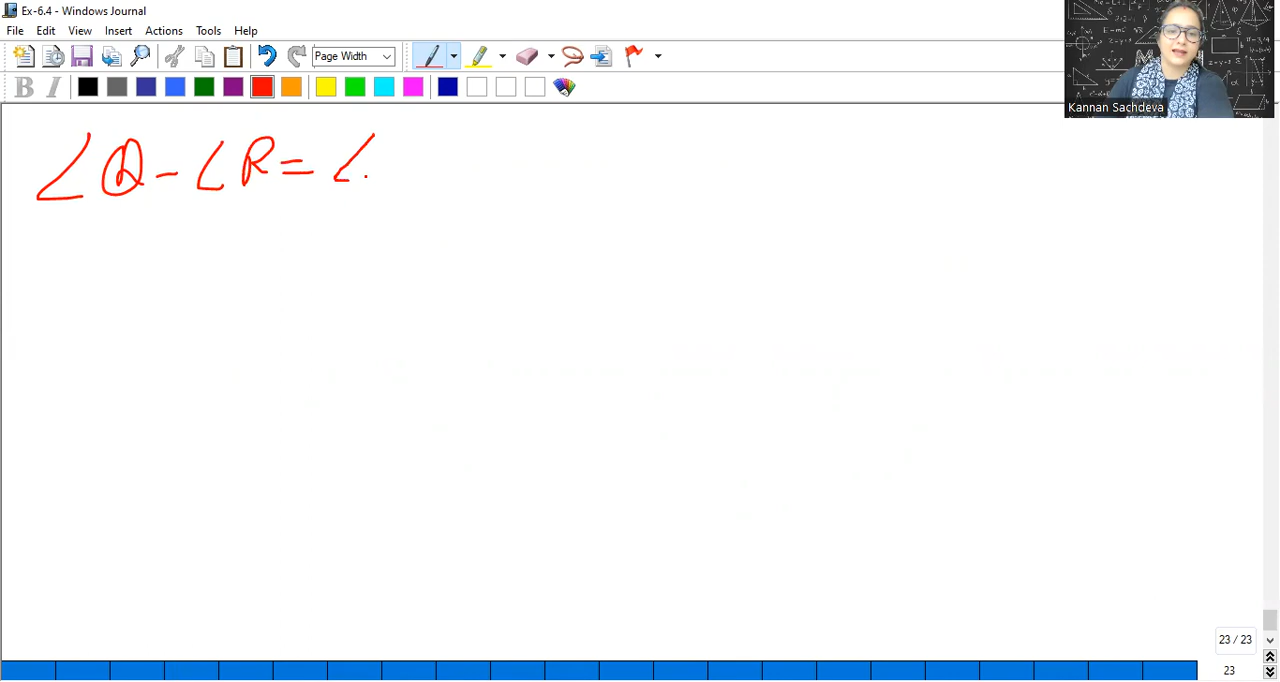 Ex-6.4 - Windows Journal
File Edit View Insert Actions Tools Help
Page Width
B I
Kannan Sachdeva
∠Q - ∠R = ∠
23 / 23
23